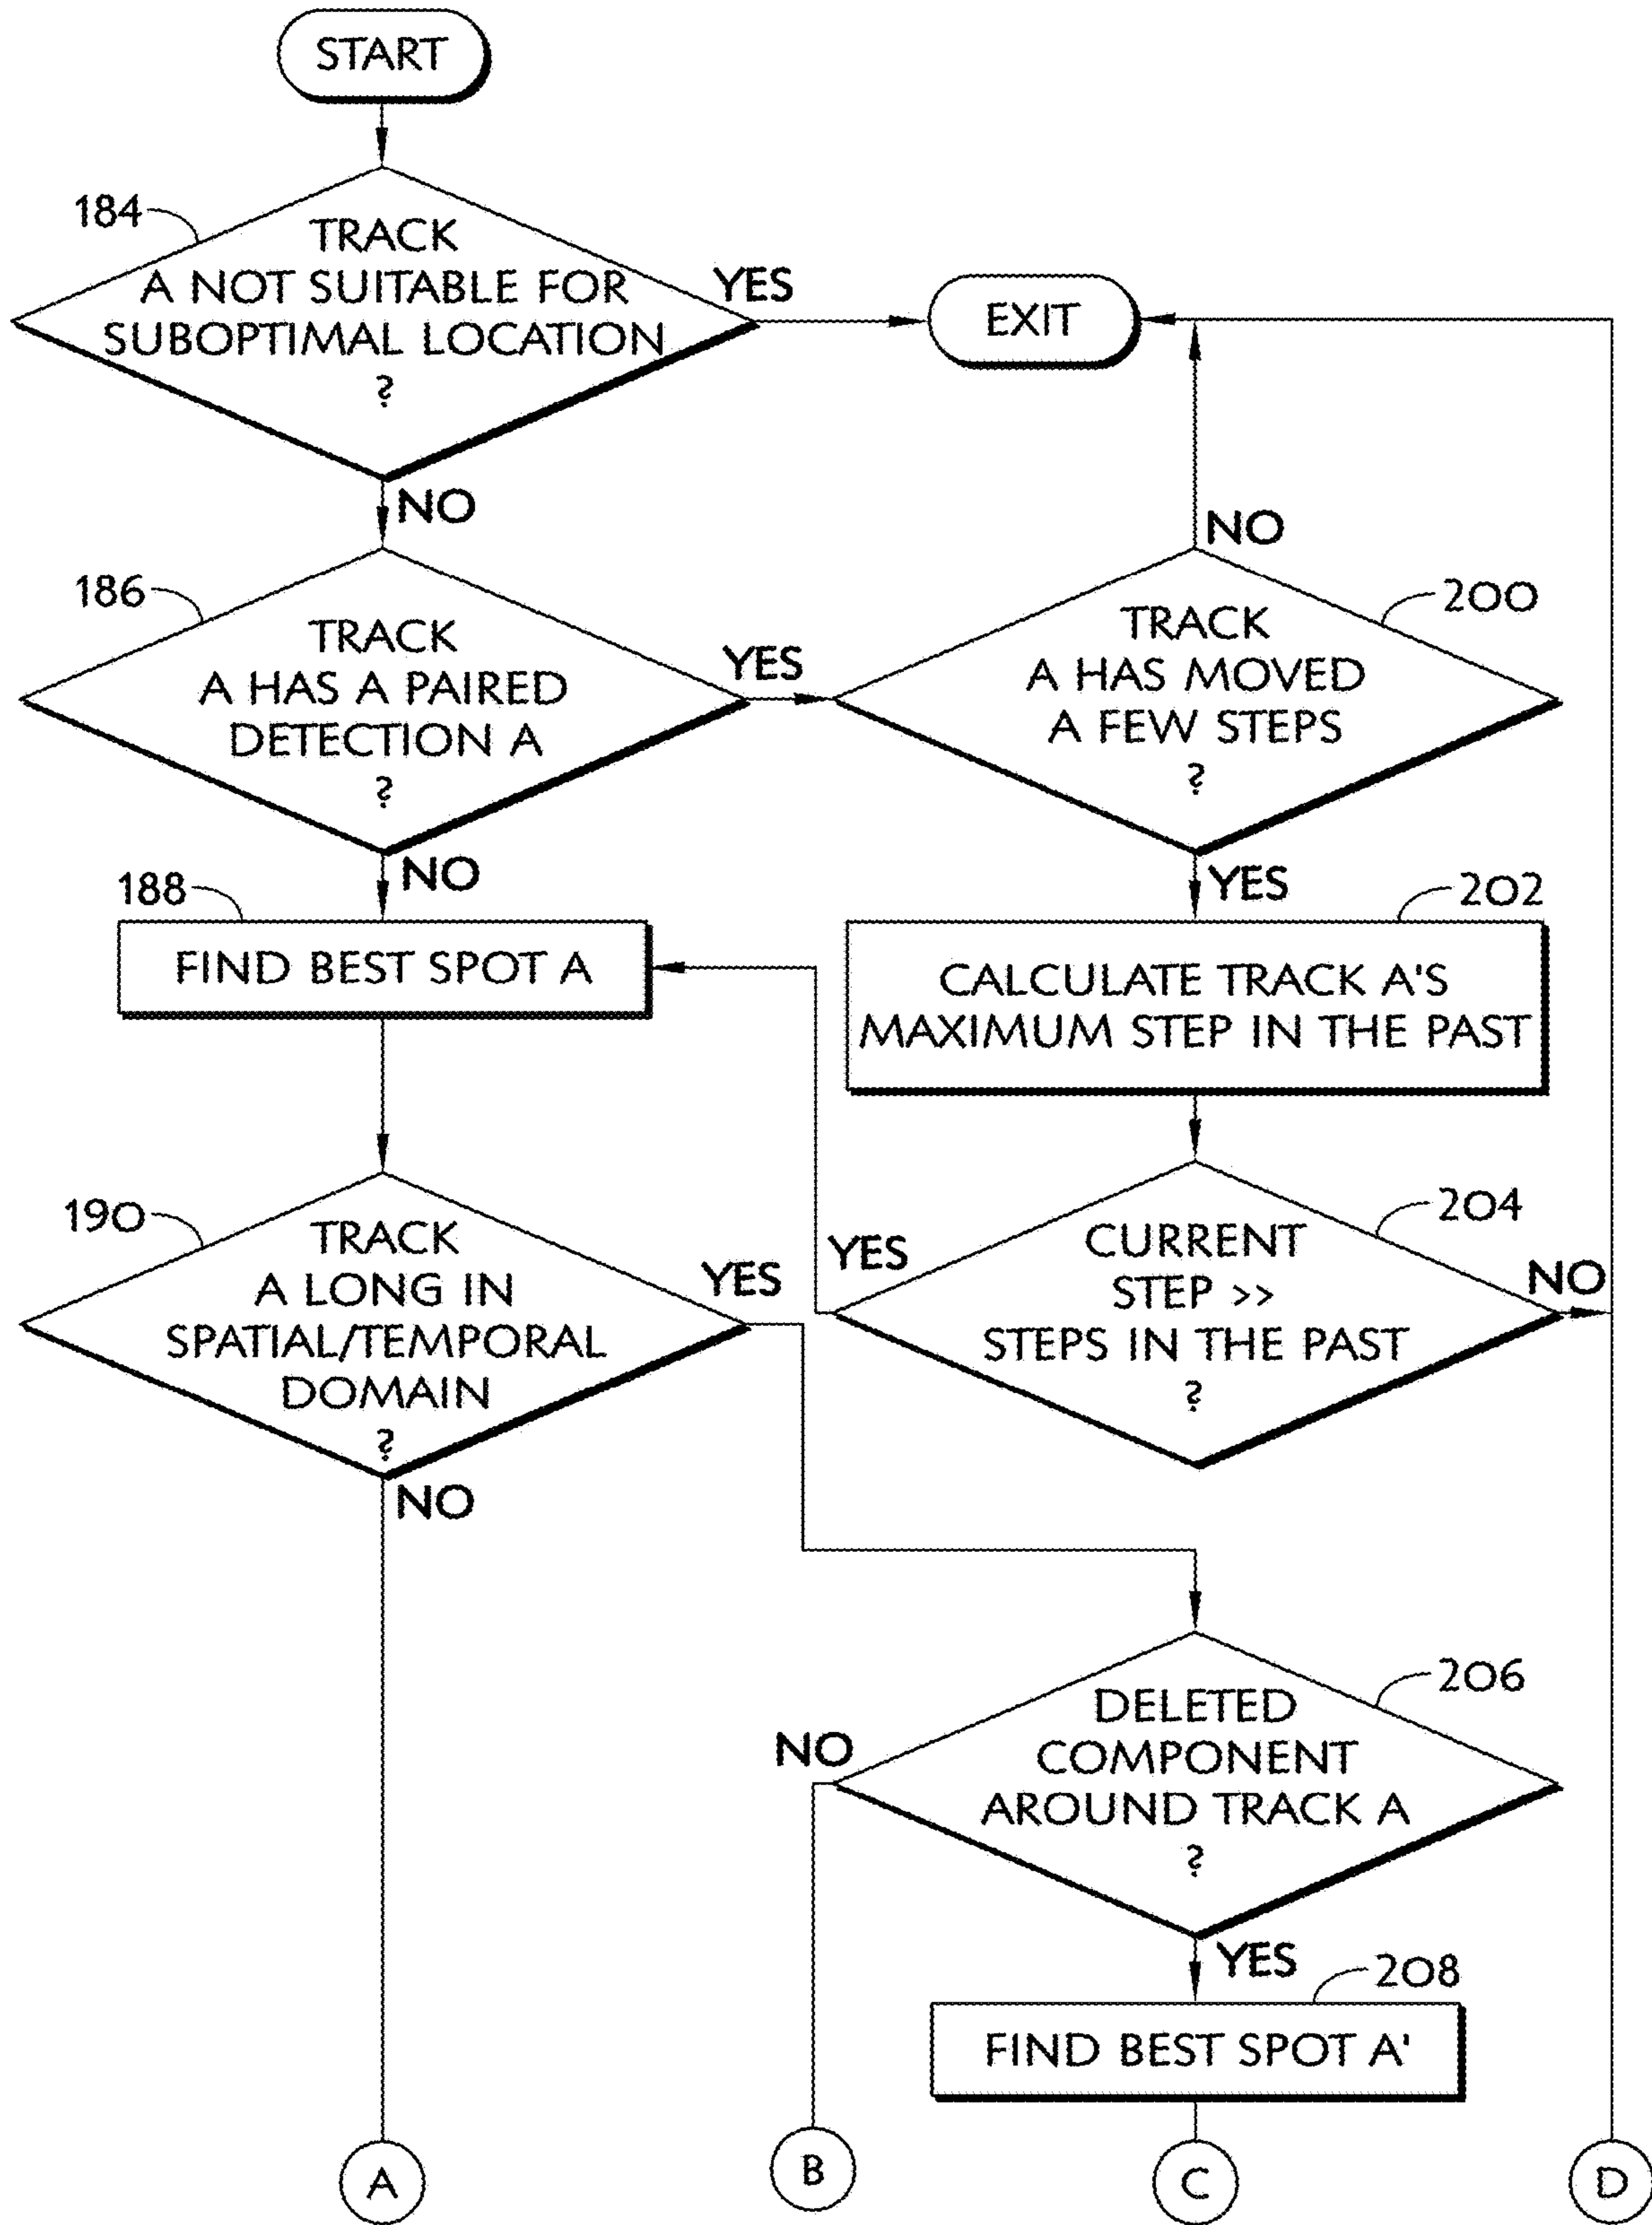 START
184
TRACK
A NOT SUITABLE FOR
SUBOPTIMAL LOCATION
?
YES
EXIT
NO
186
TRACK
A HAS A PAIRED
DETECTION A
?
YES
NO
NO
200
TRACK
A HAS MOVED
A FEW STEPS
?
YES
188
FIND BEST SPOT A
202
CALCULATE TRACK A'S
MAXIMUM STEP IN THE PAST
190
TRACK
A LONG IN
SPATIAL/TEMPORAL
DOMAIN
?
YES
NO
204
CURRENT
STEP >>
STEPS IN THE PAST
?
YES
NO
206
DELETED
COMPONENT
AROUND TRACK A
?
NO
YES
208
FIND BEST SPOT A'
A
B
C
D